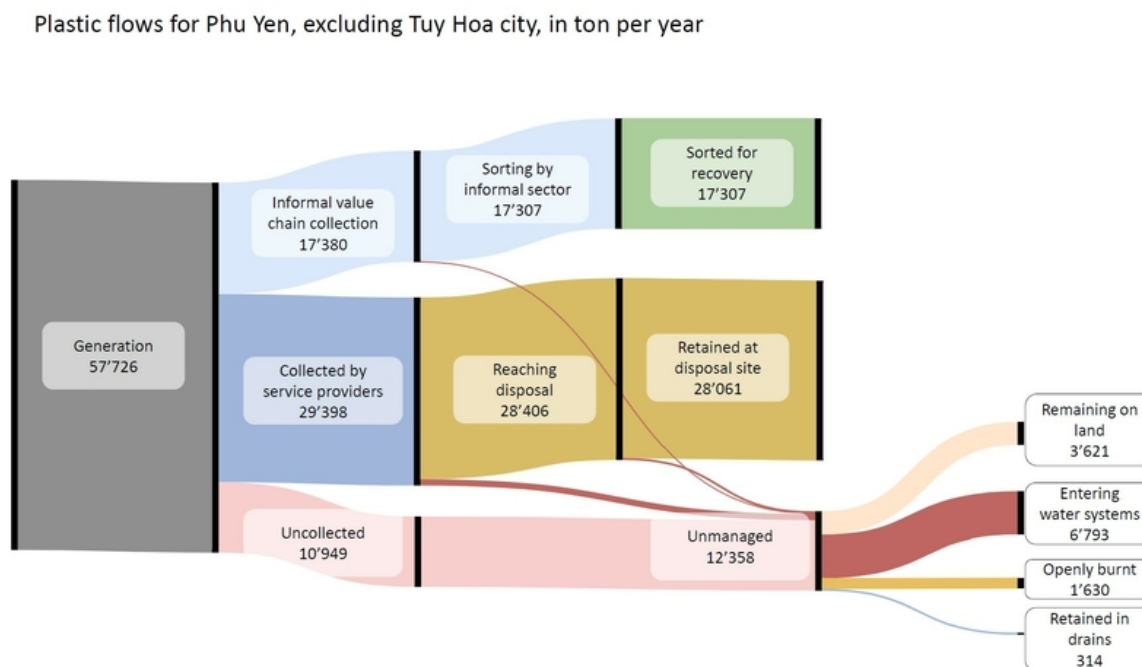 Plastic flows for Phu Yen, excluding Tuy Hoa city, in ton per year
Generation
57’726
Informal value
chain collection
17’380
Collected by
service providers
29’398
Uncollected
10’949
Sorting by
informal sector
17’307
Reaching
disposal
28’406
Sorted for
recovery
17’307
Retained at
disposal site
28’061
Unmanaged
12’358
Remaining on
land
3’621
Entering
water systems
6’793
Openly burnt
1’630
Retained in
drains
314